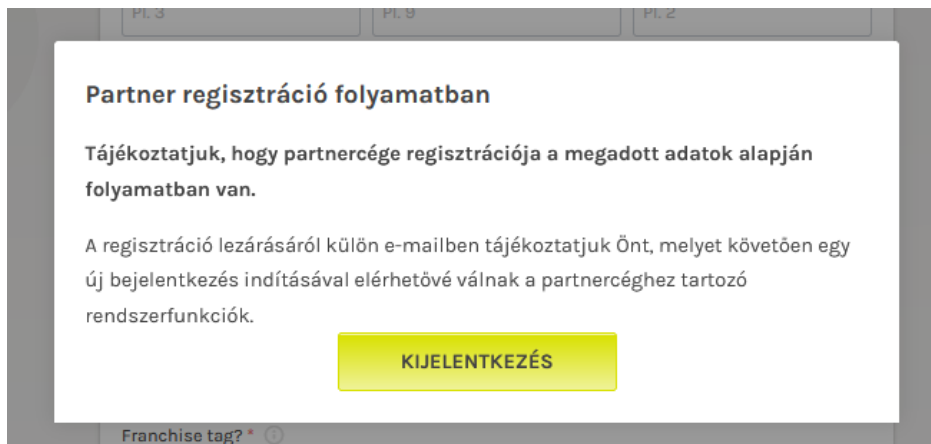 Pl. 3 Pl. 9 Pl. 2
Partner regisztráció folyamatban
Tájékoztatjuk, hogy partnercége regisztrációja a megadott adatok alapján
folyamatban van.
A regisztráció lezárásáról külön e-mailben tájékoztatjuk Önt, melyet követően egy
új bejelentkezés indításával elérhetővé válnak a partnercéghez tartozó
rendszerfunkciók.
KIJELENTKEZÉS
Franchise tag? *